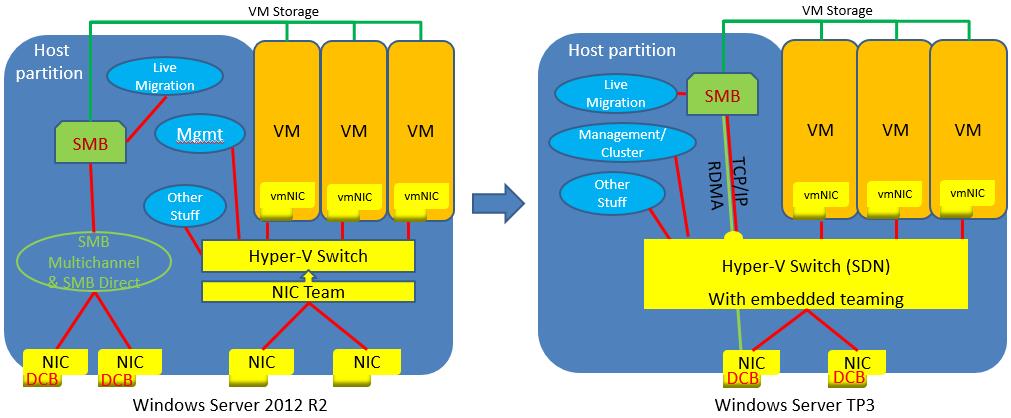 VM Storage
Host
partition
Live
Migration
SMB
Mgmt
Other
Stuff
VM
VM
VM
vmNIC
vmNIC
vmNIC
SMB
Multichannel
& SMB Direct
Hyper-V Switch
NIC Team
NIC
DCB
NIC
DCB
NIC
NIC
Windows Server 2012 R2
VM Storage
Host partition
Live
Migration
SMB
Management/
Cluster
Other
Stuff
TCP/IP
RDMA
VM
VM
VM
vmNIC
vmNIC
vmNIC
Hyper-V Switch (SDN)
With embedded teaming
NIC
DCB
NIC
DCB
Windows Server TP3